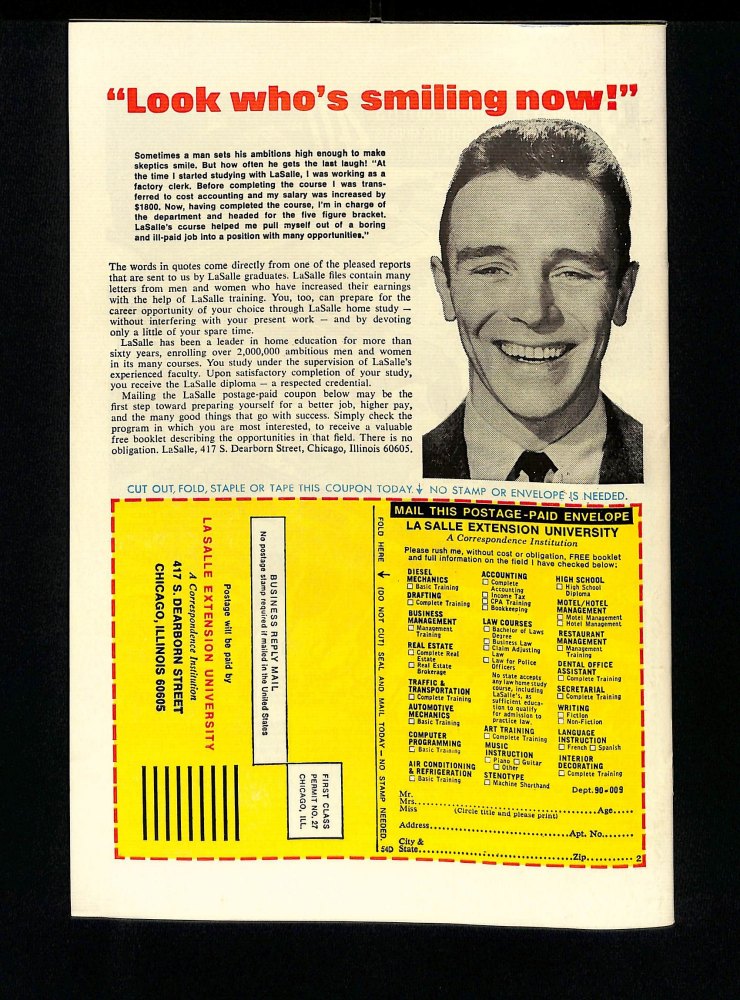 “Look who's smiling now!”
Sometimes a man sets his ambitions high enough to make
skeptics smile. But how often he gets the last laugh! “At
the time I started studying with LaSalle, I was working as a
factory clerk. Before completing the course I was trans-
ferred to cost accounting and my salary was increased by
$1800. Now, having completed the course, I'm in charge of
the department and headed for the five figure bracket.
LaSalle's course helped me pull myself out of a boring
and ill-paid job into a position with many opportunities.”
The words in quotes come directly from one of the pleased reports
that are sent to us by LaSalle graduates. LaSalle files contain many
letters from men and women who have increased their earnings
with the help of LaSalle training. You, too, can prepare for the
career opportunity of your choice through LaSalle home study —
without interfering with your present work — and by devoting
only a little of your spare time.
LaSalle has been a leader in home education for more than
sixty years, enrolling over 2,000,000 ambitious men and women
in its many courses. You study under the supervision of LaSalle's
experienced faculty. Upon satisfactory completion of your study,
you receive the LaSalle diploma — a respected credential.
Mailing the LaSalle postage-paid coupon below may be the
first step toward preparing yourself for a better job, higher pay,
and the many good things that go with success. Simply check the
program in which you are most interested, to receive a valuable
free booklet describing the opportunities in that field. There is no
obligation. LaSalle, 417 S. Dearborn Street, Chicago, Illinois 60605.
CUT OUT, FOLD, STAPLE OR TAPE THIS COUPON TODAY ↓ NO STAMP OR ENVELOPE IS NEEDED.
BUSINESS REPLY MAIL
No postage stamp required if mailed in the United States
FIRST CLASS
PERMIT NO. 27
CHICAGO, ILL.
Postage will be paid by
LA SALLE EXTENSION UNIVERSITY
A Correspondence Institution
417 S. DEARBORN STREET
CHICAGO, ILLINOIS 60605
FOLD HERE ↓ (DO NOT CUT) SEAL AND MAIL TODAY — NO STAMP NEEDED.
MAIL THIS POSTAGE-PAID ENVELOPE
LA SALLE EXTENSION UNIVERSITY
A Correspondence Institution
Please rush me, without cost or obligation, FREE booklet
and full information on the field I have checked below:
DIESEL
MECHANICS
☐ Basic Training
DRAFTING
☐ Complete Training
BUSINESS
MANAGEMENT
☐ Management
Training
REAL ESTATE
☐ Complete Real
Estate
☐ Real Estate
Brokerage
TRAFFIC &
TRANSPORTATION
☐ Complete Training
AUTOMOTIVE
MECHANICS
☐ Basic Training
COMPUTER
PROGRAMMING
☐ Basic Training
AIR CONDITIONING
& REFRIGERATION
☐ Basic Training
ACCOUNTING
☐ Complete
Accounting
☐ Income Tax
☐ CPA Training
☐ Bookkeeping
LAW COURSES
☐ Bachelor of Laws
Degree
☐ Business Law
☐ Claim Adjusting
Law
☐ Law for Police
Officers
No state accepts
any law home study
course, including
LaSalle's, as
sufficient educa-
tion to qualify
for admission to
practice law.
ART TRAINING
☐ Complete Training
MUSIC
INSTRUCTION
☐ Piano ☐ Guitar
☐ Other
STENOTYPE
☐ Machine Shorthand
HIGH SCHOOL
☐ High School
Diploma
MOTEL/HOTEL
MANAGEMENT
☐ Motel Management
☐ Hotel Management
RESTAURANT
MANAGEMENT
☐ Management
Training
DENTAL OFFICE
ASSISTANT
☐ Complete Training
SECRETARIAL
☐ Complete Training
WRITING
☐ Fiction
☐ Non-Fiction
LANGUAGE
INSTRUCTION
☐ French ☐ Spanish
INTERIOR
DECORATING
☐ Complete Training
Dept. 90-009
Mr.
Mrs.
Miss ........ Age.....
(Circle title and please print)
Address........ Apt. No.......
City &
State........ Zip...........
54D
2